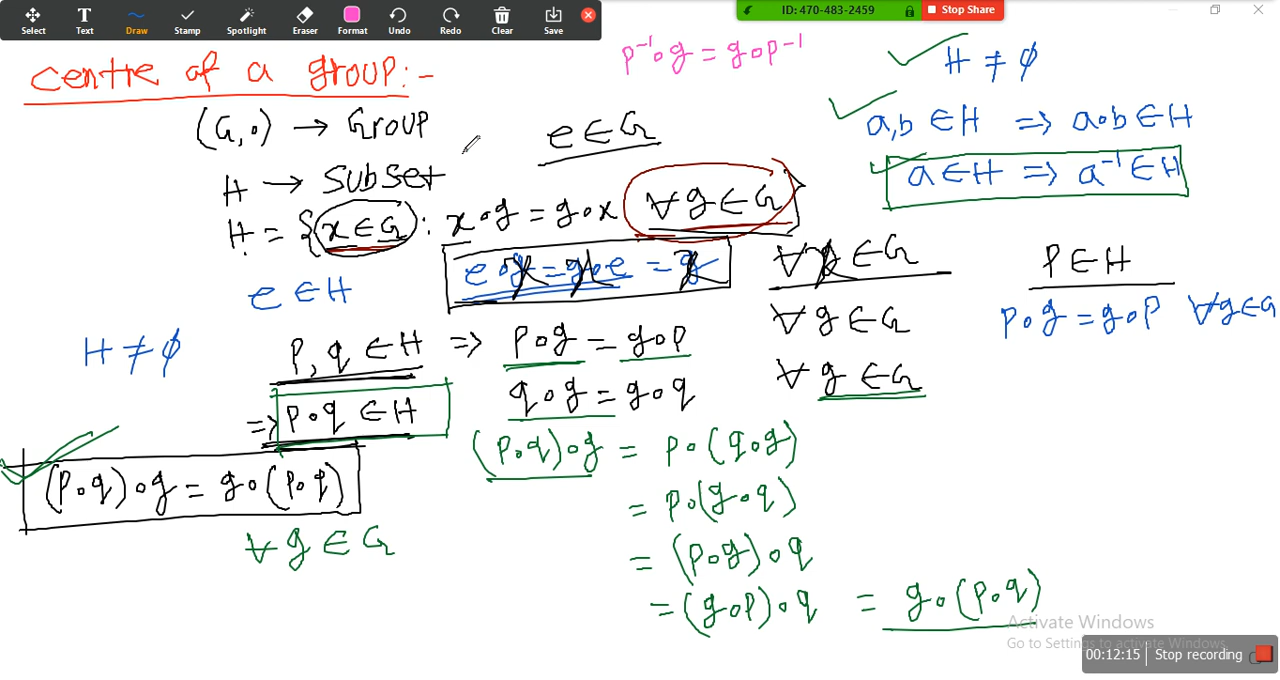 Select Text Draw Stamp Spotlight Eraser Format Undo Redo Clear Save
ID: 470-483-2459 Stop Share
Centre of a group:-
p⁻¹∘g = g∘p⁻¹
H ≠ ϕ
(G,∘) → Group
e ∈ G
a,b ∈ H => a∘b ∈ H
H → Subset
a ∈ H => a⁻¹ ∈ H
H = {x ∈ G : x∘g = g∘x ∀ g ∈ G}
e ∈ H
e∘g = g∘e = g
∀ g ∈ G
P ∈ H
P∘g = g∘P ∀ g ∈ G
H ≠ ϕ
P, q ∈ H => P∘g = g∘P ∀ g ∈ G
q∘g = g∘q ∀ g ∈ G
=> P∘q ∈ H
(P∘q)∘g = P∘(q∘g)
(P∘q)∘g = g∘(P∘q)
= P∘(g∘q)
∀ g ∈ G
= (P∘g)∘q
= (g∘P)∘q = g∘(P∘q)
Activate Windows
Go to Settings to activate Windows.
00:12:15 Stop recording